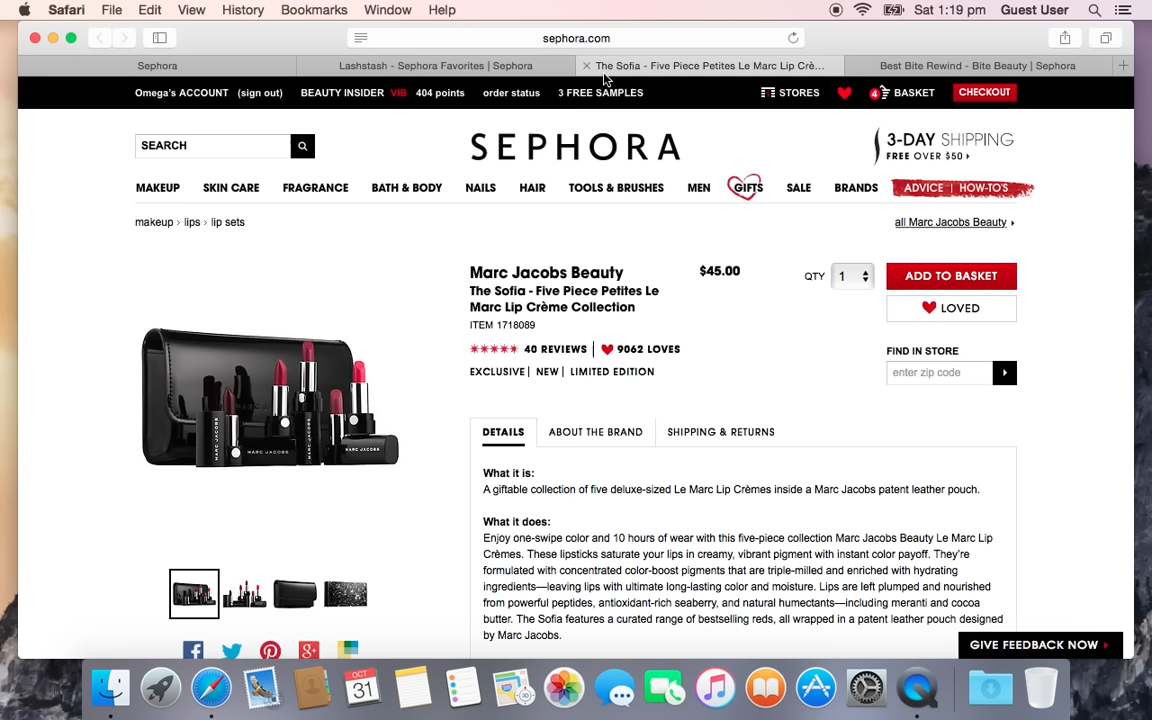 Safari File Edit View History Bookmarks Window Help Sat 1:19 pm Guest User
sephora.com
Sephora Lashstash - Sephora Favorites | Sephora The Sofia - Five Piece Petites Le Marc Lip Crè... Best Bite Rewind - Bite Beauty | Sephora
Omega's ACCOUNT (sign out) BEAUTY INSIDER VIB 404 points order status 3 FREE SAMPLES STORES 4 BASKET CHECKOUT
SEARCH
SEPHORA
3-DAY SHIPPING
FREE OVER $50
MAKEUP SKIN CARE FRAGRANCE BATH & BODY NAILS HAIR TOOLS & BRUSHES MEN GIFTS SALE BRANDS ADVICE | HOW-TO'S
makeup › lips › lip sets
all Marc Jacobs Beauty
Marc Jacobs Beauty
The Sofia - Five Piece Petites Le
Marc Lip Crème Collection
ITEM 1718089
$45.00
QTY 1
ADD TO BASKET
LOVED
40 REVIEWS | 9062 LOVES
EXCLUSIVE | NEW | LIMITED EDITION
FIND IN STORE
enter zip code
MARC JACOBS
MARC JACOBS
DETAILS ABOUT THE BRAND SHIPPING & RETURNS
What it is:
A giftable collection of five deluxe-sized Le Marc Lip Crèmes inside a Marc Jacobs patent leather pouch.
What it does:
Enjoy one-swipe color and 10 hours of wear with this five-piece collection Marc Jacobs Beauty Le Marc Lip
Crèmes. These lipsticks saturate your lips in creamy, vibrant pigment with instant color payoff. They're
formulated with concentrated color-boost pigments that are triple-milled and enriched with hydrating
ingredients—leaving lips with ultimate long-lasting color and moisture. Lips are left plumped and nourished
from powerful peptides, antioxidant-rich seaberry, and natural humectants—including meranti and cocoa
butter. The Sofia features a curated range of bestselling reds, all wrapped in a patent leather pouch designed
by Marc Jacobs.
GIVE FEEDBACK NOW
OCT
31